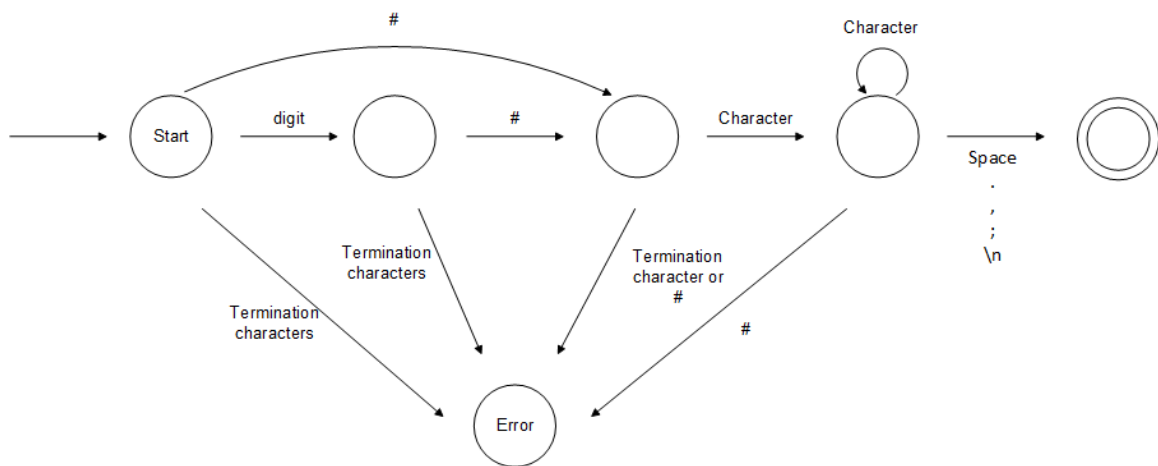 #
Character
Start
digit
#
Character
Space
.
,
;
\n
Termination
characters
Termination
character or
#
Termination
characters
#
Error